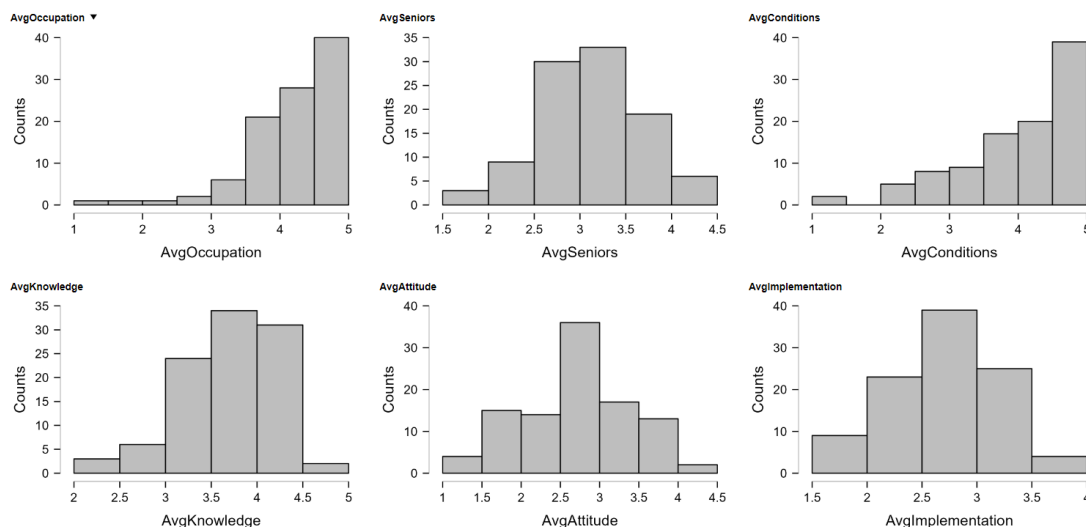 AvgOccupation ▼
40
30
20
10
0
Counts
1 2 3 4 5
AvgOccupation
AvgSeniors
35
30
25
20
15
10
5
0
Counts
1.5 2 2.5 3 3.5 4 4.5
AvgSeniors
AvgConditions
40
30
20
10
0
Counts
1 2 3 4 5
AvgConditions
AvgKnowledge
35
30
25
20
15
10
5
0
Counts
2 2.5 3 3.5 4 4.5 5
AvgKnowledge
AvgAttitude
40
30
20
10
0
Counts
1 1.5 2 2.5 3 3.5 4 4.5
AvgAttitude
AvgImplementation
40
30
20
10
0
Counts
1.5 2 2.5 3 3.5 4
AvgImplementation